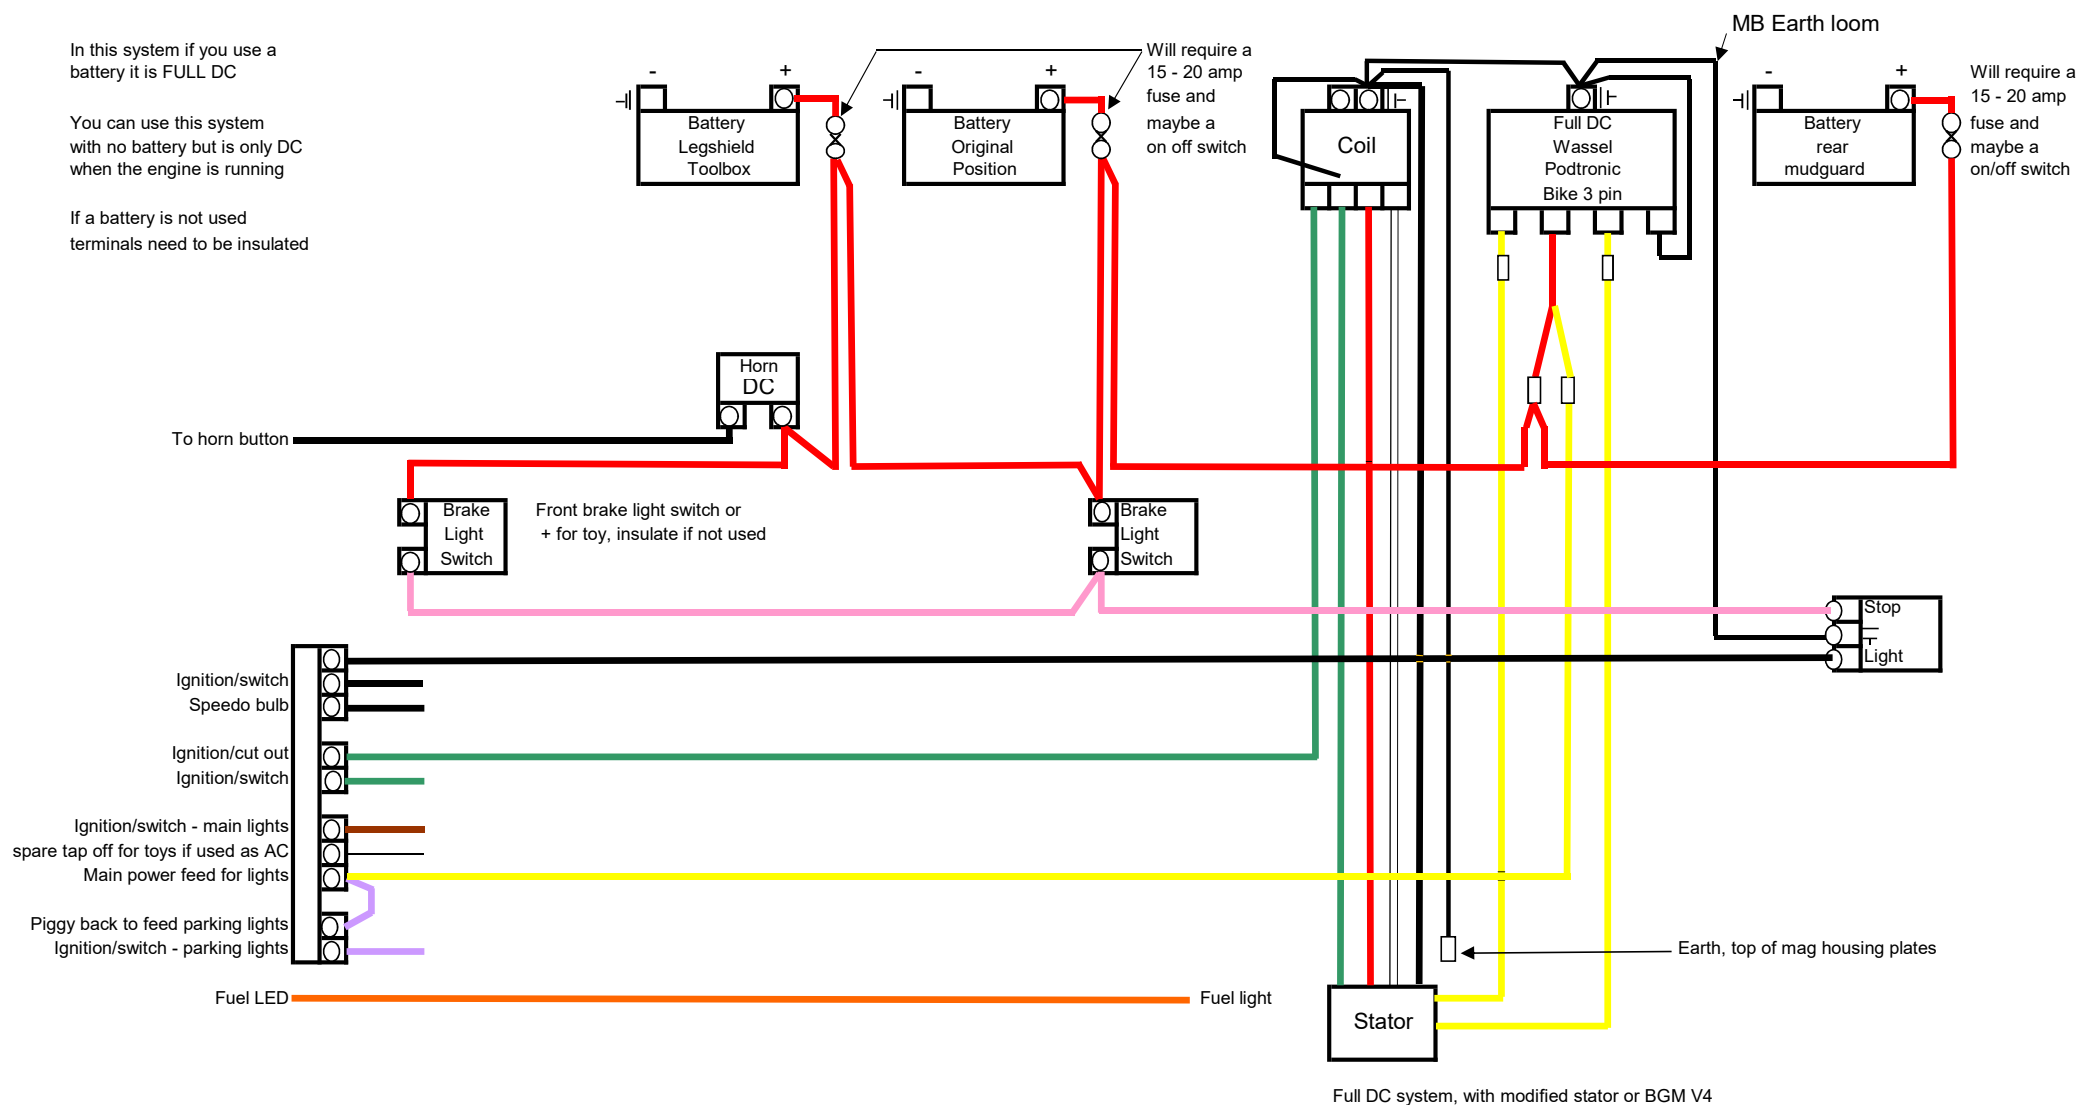 MB Earth loom
In this system if you use a
battery it is FULL DC
You can use this system
with no battery but is only DC
when the engine is running
If a battery is not used
terminals need to be insulated
- +
Battery
Legshield
Toolbox
- +
Battery
Original
Position
Will require a
15 - 20 amp
fuse and
maybe a
on off switch
Coil
Full DC
Wassel
Podtronic
Bike 3 pin
- +
Battery
rear
mudguard
Will require a
15 - 20 amp
fuse and
maybe a
on/off switch
Horn
DC
To horn button
Brake
Light
Switch
Front brake light switch or
+ for toy, insulate if not used
Brake
Light
Switch
Stop
Light
Ignition/switch
Speedo bulb
Ignition/cut out
Ignition/switch
Ignition/switch - main lights
spare tap off for toys if used as AC
Main power feed for lights
Piggy back to feed parking lights
Ignition/switch - parking lights
Earth, top of mag housing plates
Fuel LED
Fuel light
Stator
Full DC system, with modified stator or BGM V4